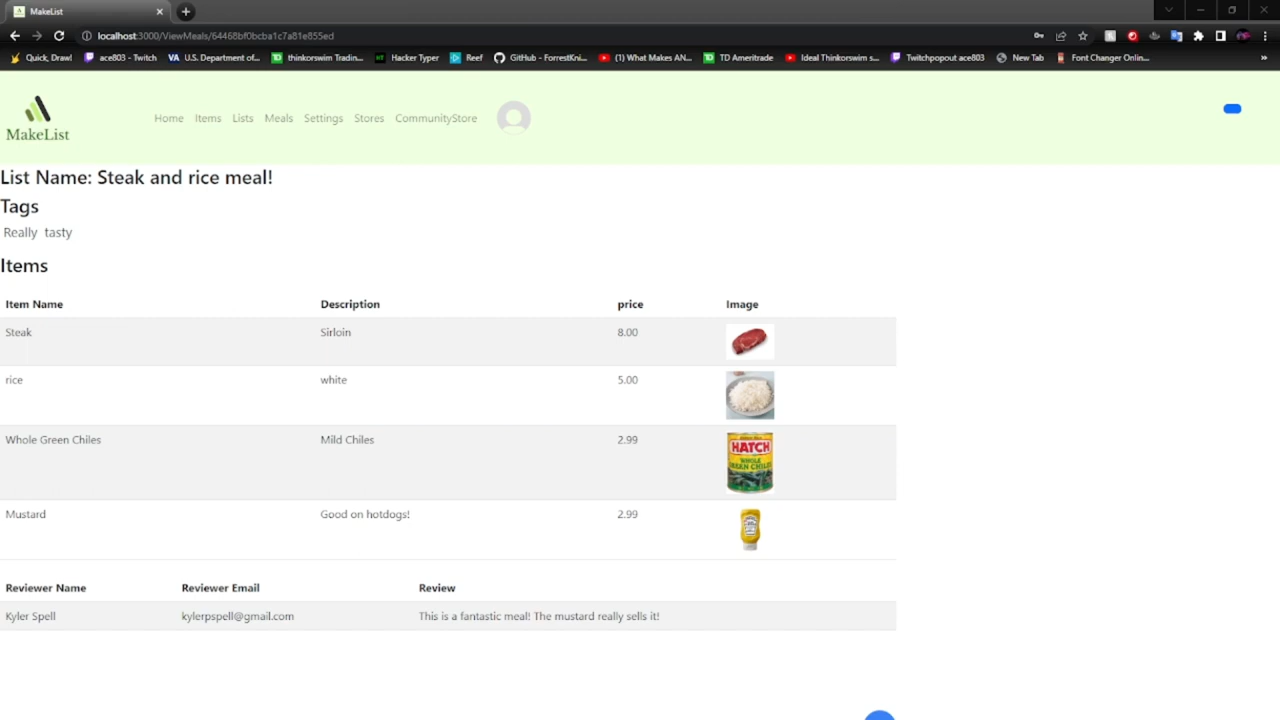 MakeList
localhost:3000/ViewMeals/64468bf0bcba1c7a81e855ed
Quick, Draw! ace803 - Twitch U.S. Department of... thinkorswim Tradin... Hacker Typer Reef GitHub - ForrestKni... (1) What Makes AN... TD Ameritrade Ideal Thinkorswim s... Twitchpopout ace803 New Tab Font Changer Onlin... »
MakeList
Home Items Lists Meals Settings Stores CommunityStore
List Name: Steak and rice meal!
Tags
Really tasty
Items
Item Name Description price Image
Steak Sirloin 8.00
rice white 5.00
Whole Green Chiles Mild Chiles 2.99
HATCH
WHOLE
GREEN CHILES
Mustard Good on hotdogs! 2.99
Reviewer Name Reviewer Email Review
Kyler Spell kylerpspell@gmail.com This is a fantastic meal! The mustard really sells it!